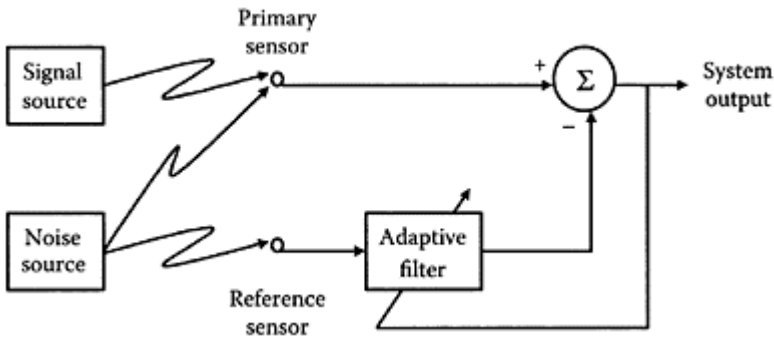 Primary
sensor
Signal
source
+
Σ
System
output
−
Noise
source
Adaptive
filter
Reference
sensor